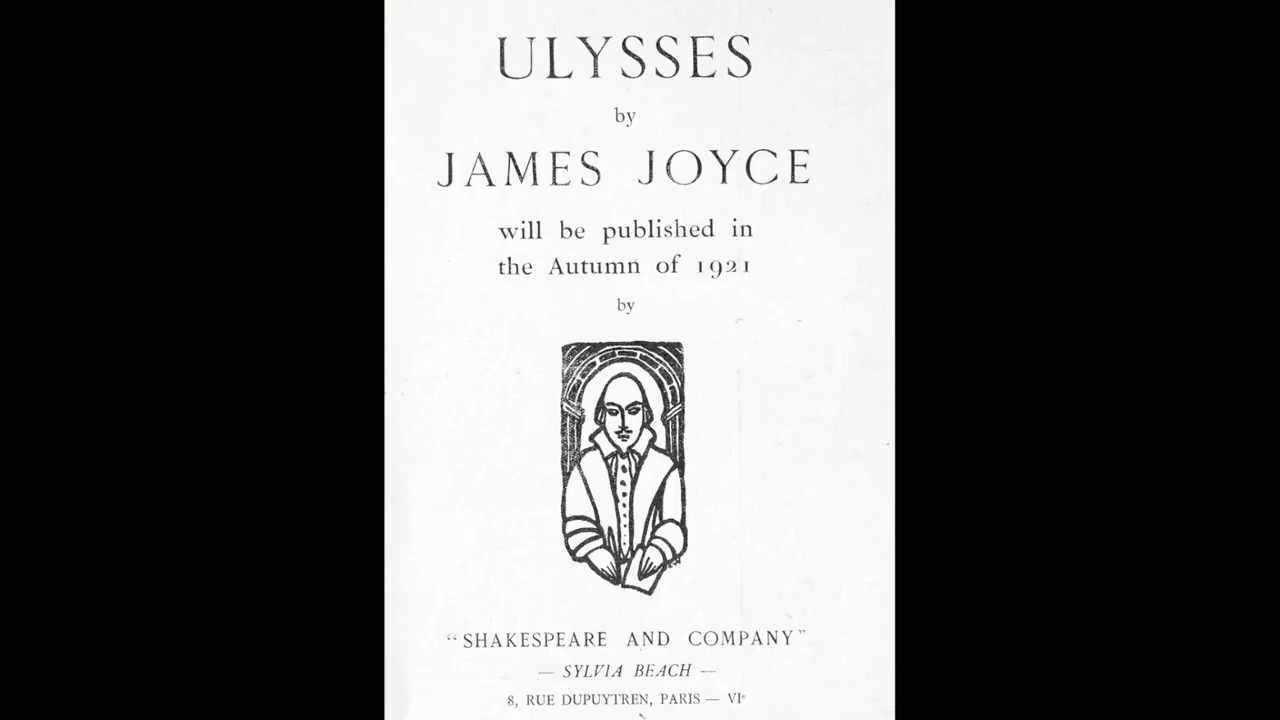 ULYSSES
by
JAMES JOYCE
will be published in
the Autumn of 1921
by
“SHAKESPEARE AND COMPANY”
— SYLVIA BEACH —
8, RUE DUPUYTREN, PARIS — VIᵉ